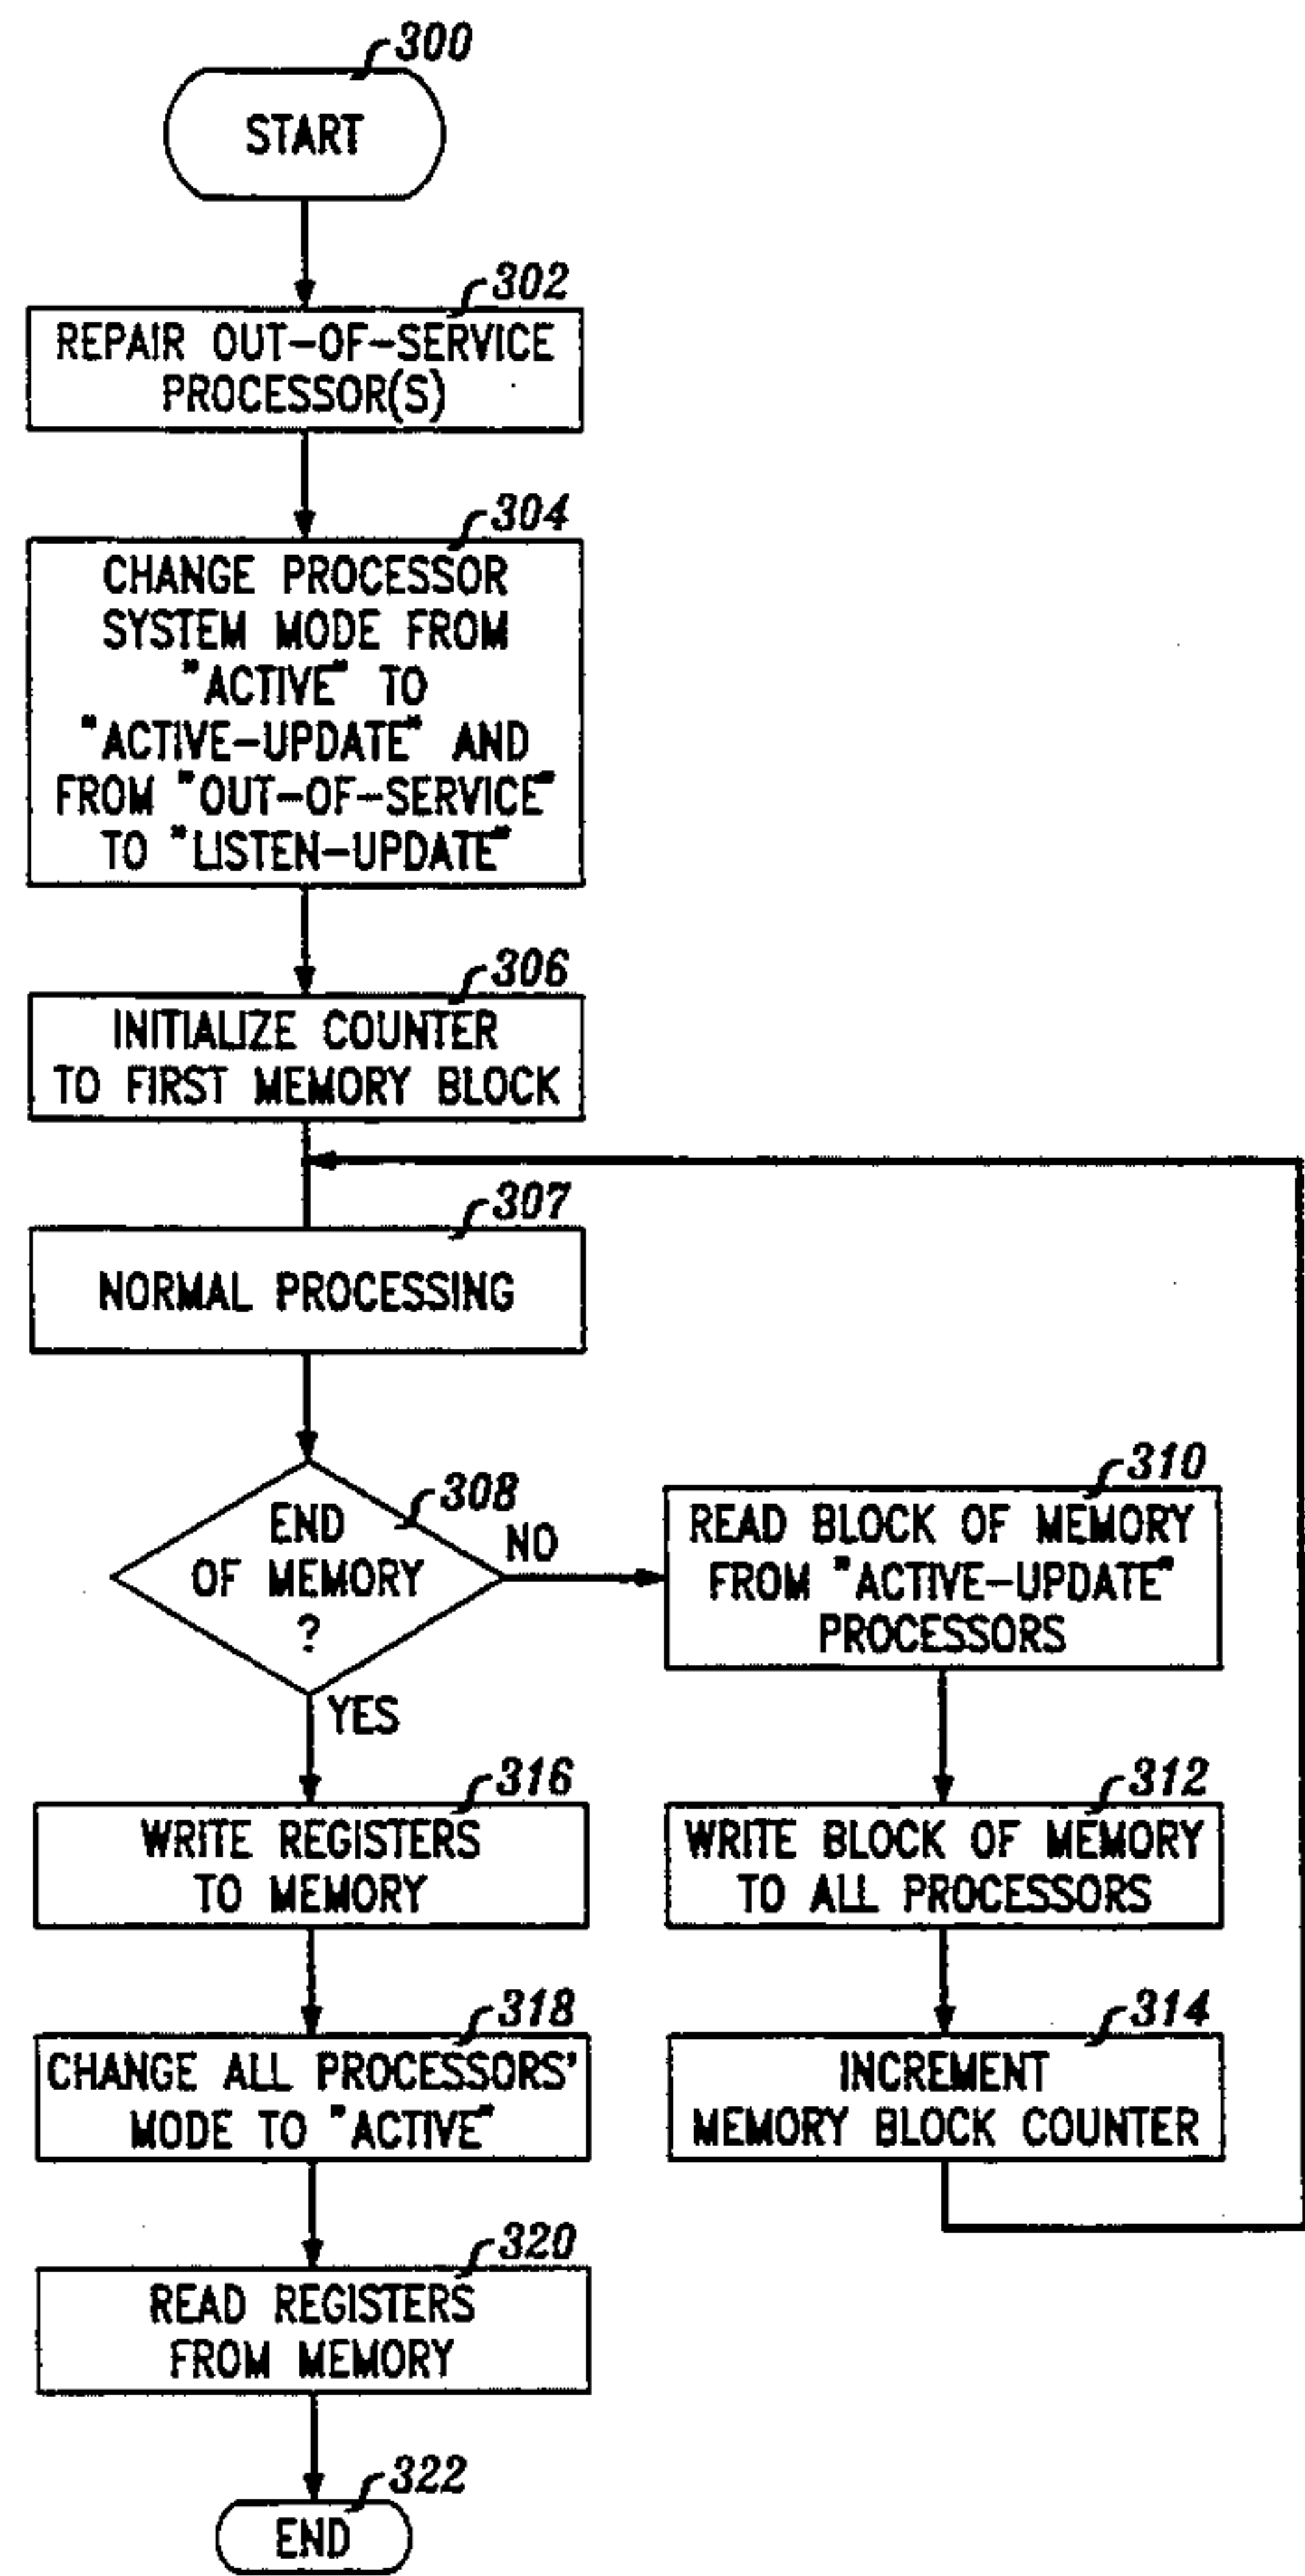 300
START
302
REPAIR OUT-OF-SERVICE
PROCESSOR(S)
304
CHANGE PROCESSOR
SYSTEM MODE FROM
"ACTIVE" TO
"ACTIVE-UPDATE" AND
FROM "OUT-OF-SERVICE"
TO "LISTEN-UPDATE"
306
INITIALIZE COUNTER
TO FIRST MEMORY BLOCK
307
NORMAL PROCESSING
308
END
OF MEMORY
?
NO
310
READ BLOCK OF MEMORY
FROM "ACTIVE-UPDATE"
PROCESSORS
312
WRITE BLOCK OF MEMORY
TO ALL PROCESSORS
314
INCREMENT
MEMORY BLOCK COUNTER
YES
316
WRITE REGISTERS
TO MEMORY
318
CHANGE ALL PROCESSORS'
MODE TO "ACTIVE"
320
READ REGISTERS
FROM MEMORY
322
END